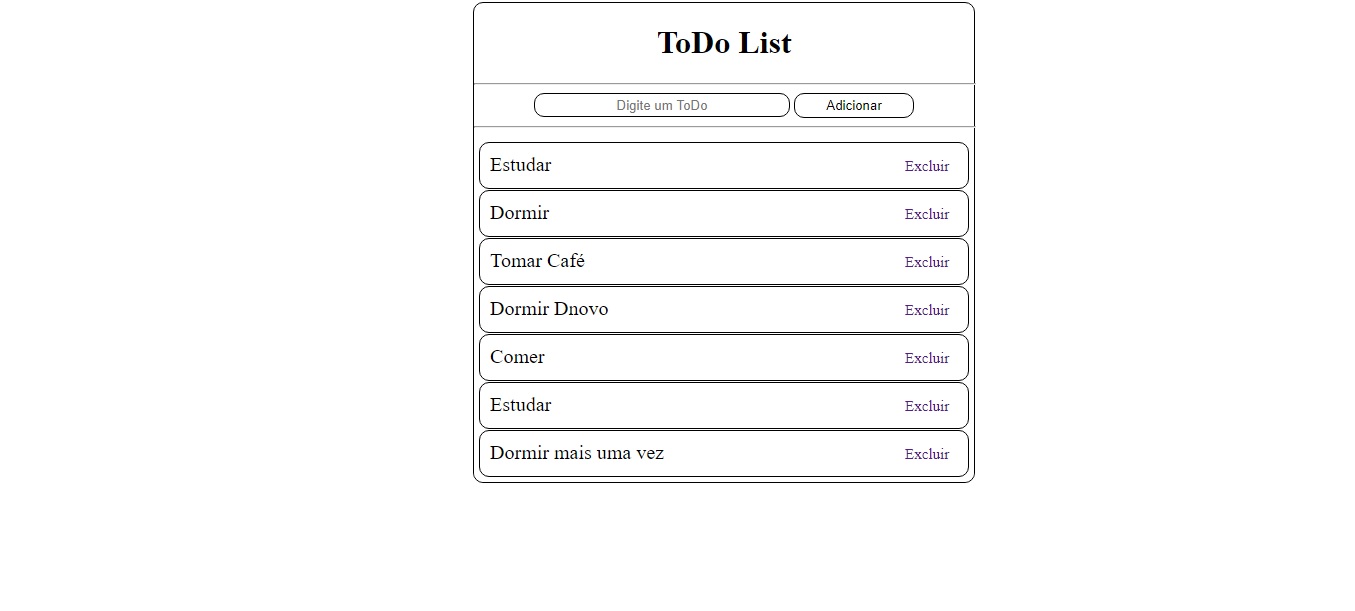 ToDo List
Digite um ToDo Adicionar
Estudar Excluir
Dormir Excluir
Tomar Café Excluir
Dormir Dnovo Excluir
Comer Excluir
Estudar Excluir
Dormir mais uma vez Excluir